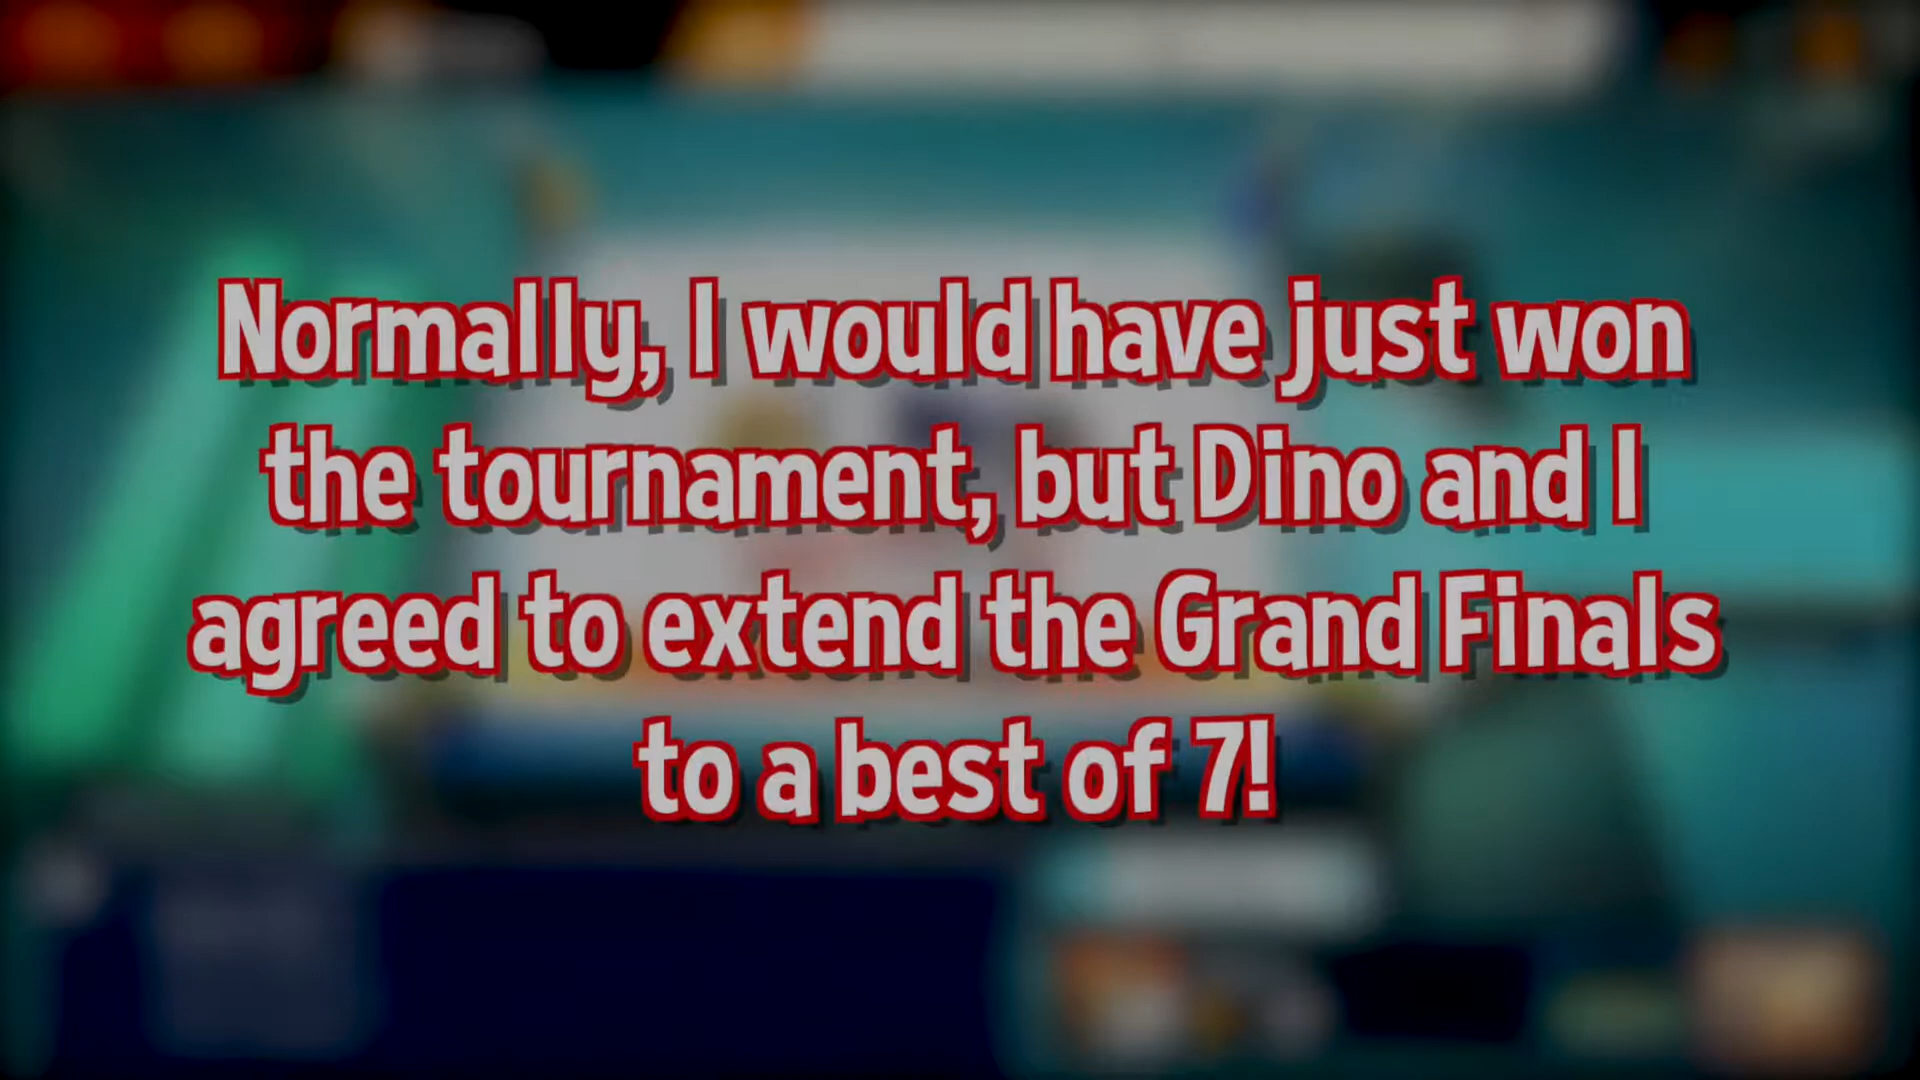 Normally, I would have just won
the tournament, but Dino and I
agreed to extend the Grand Finals
to a best of 7!